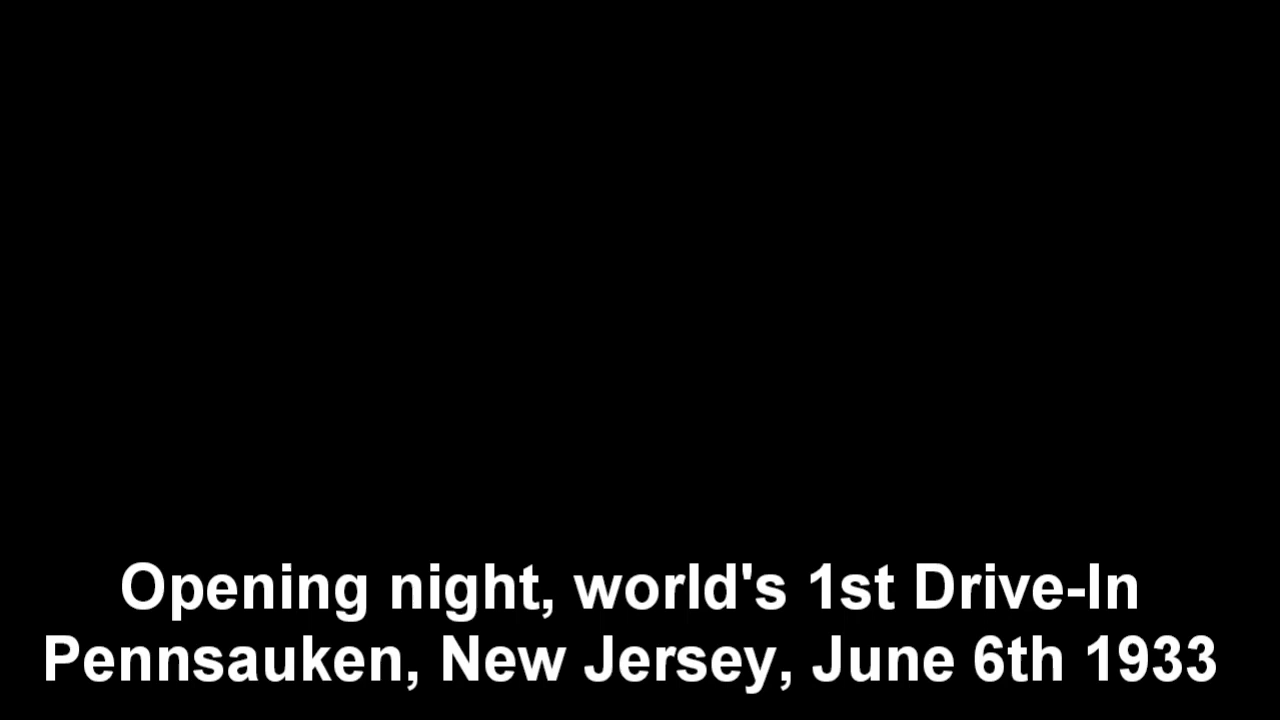 Opening night, world's 1st Drive-In
Pennsauken, New Jersey, June 6th 1933